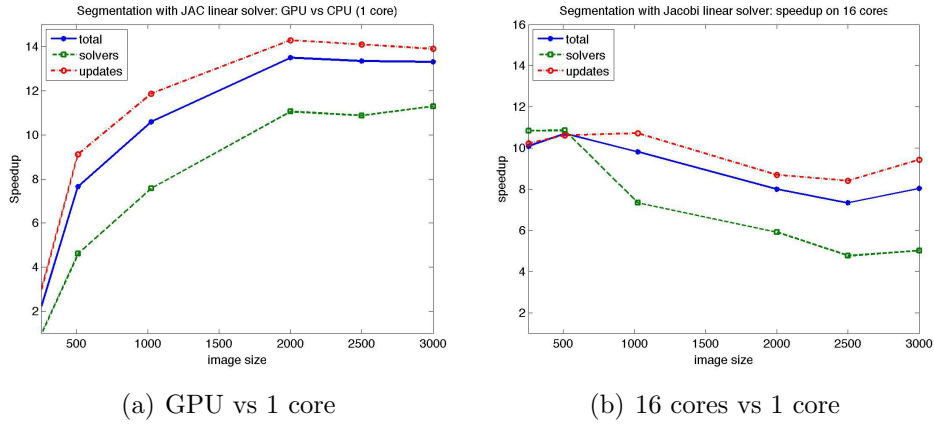 Segmentation with JAC linear solver: GPU vs CPU (1 core)
total
solvers
updates
Speedup
14
12
10
8
6
4
2
500 1000 1500 2000 2500 3000
image size
(a) GPU vs 1 core
Segmentation with Jacobi linear solver: speedup on 16 cores
total
solvers
updates
speedup
16
14
12
10
8
6
4
2
500 1000 1500 2000 2500 3000
image size
(b) 16 cores vs 1 core